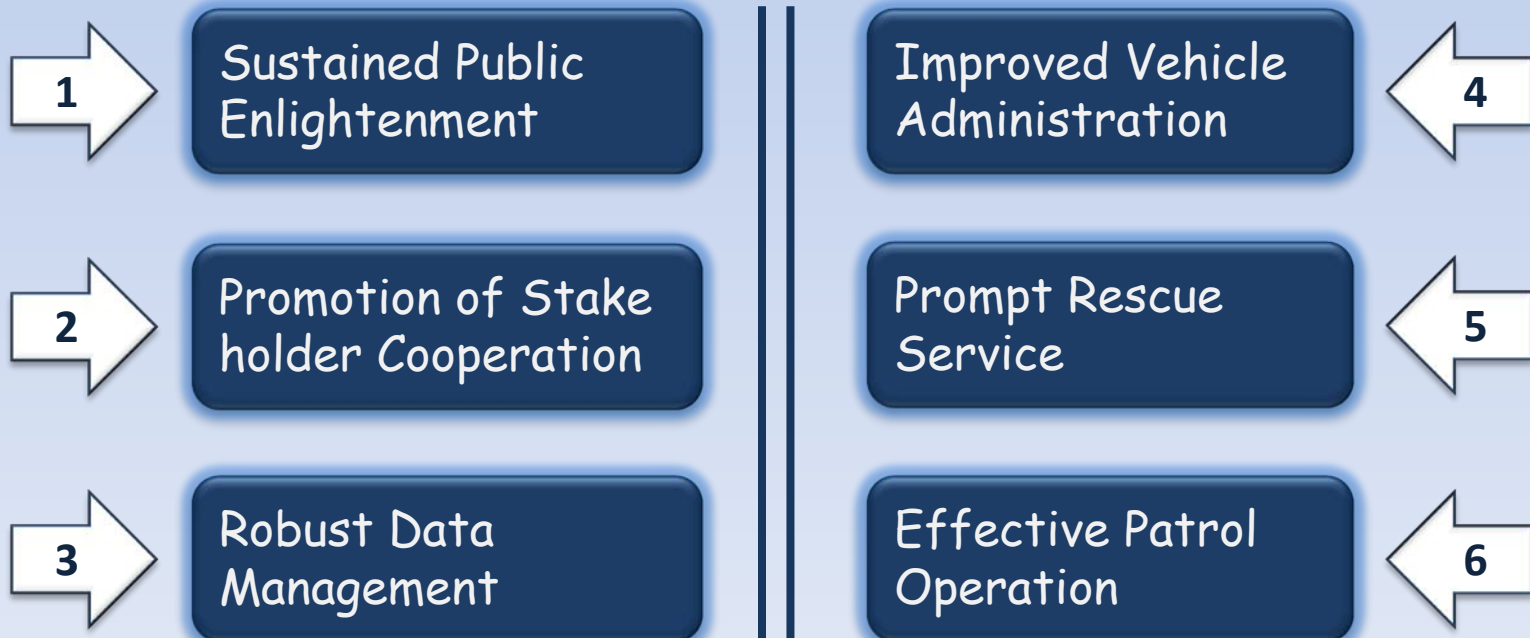 1
Sustained Public
Enlightenment
2
Promotion of Stake
holder Cooperation
3
Robust Data
Management
4
Improved Vehicle
Administration
5
Prompt Rescue
Service
6
Effective Patrol
Operation